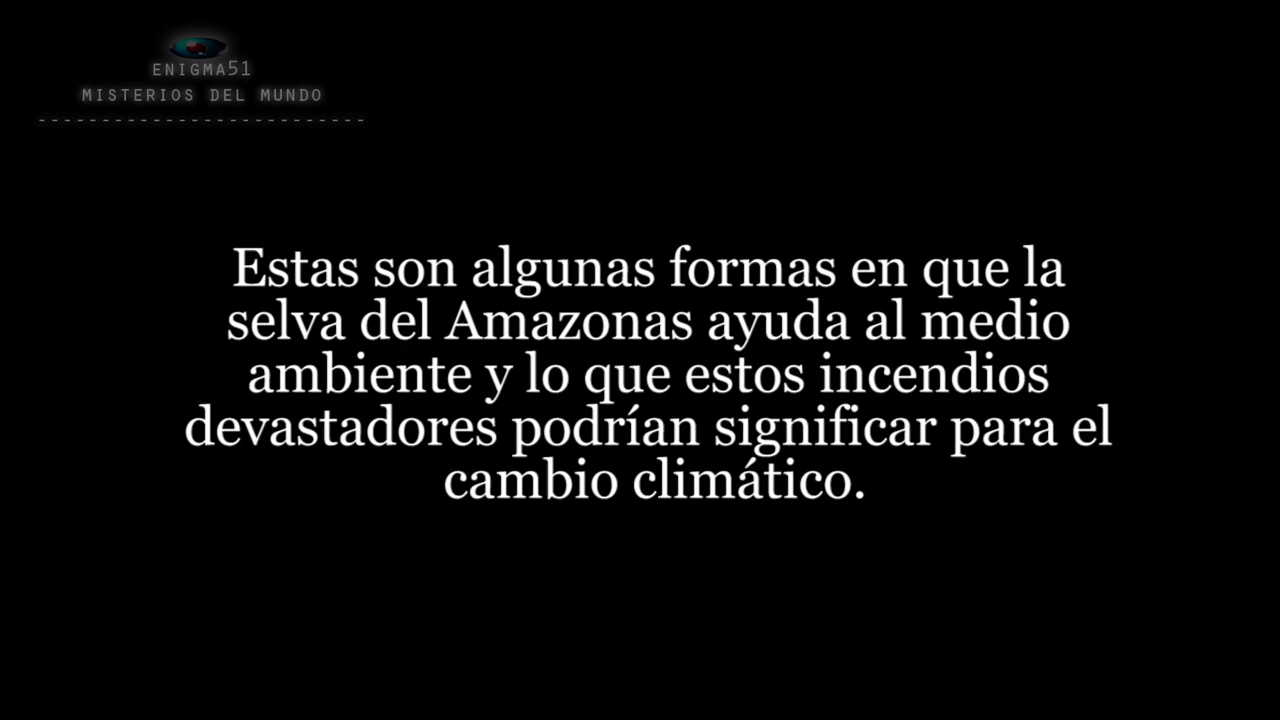 ENIGMA51
MISTERIOS DEL MUNDO
--------------------------
Estas son algunas formas en que la
selva del Amazonas ayuda al medio
ambiente y lo que estos incendios
devastadores podrían significar para el
cambio climático.